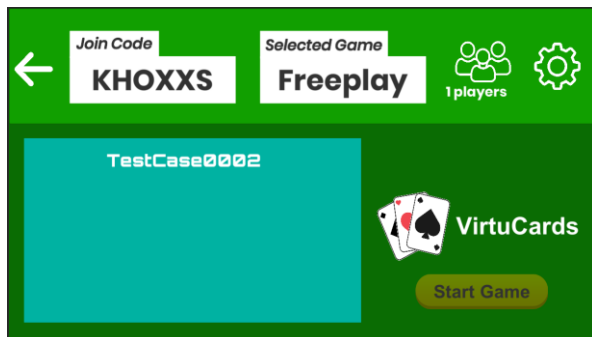 Join Code
KHOXXS
Selected Game
Freeplay
1 players
TestCase0002
VirtuCards
Start Game